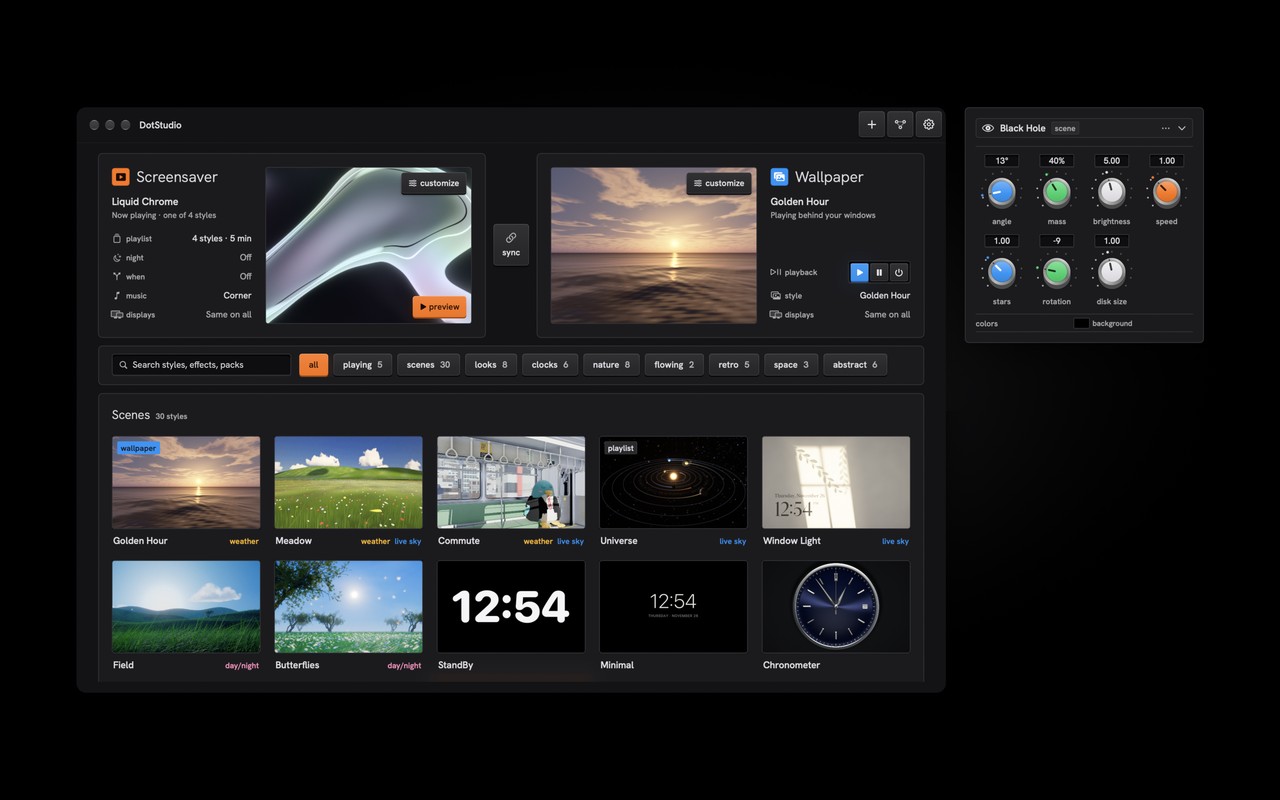 DotStudio
Screensaver
customize
Liquid Chrome
Now playing · one of 4 styles
playlist 4 styles · 5 min
night Off
when Off
music Corner
displays Same on all
preview
sync
customize
Wallpaper
Golden Hour
Playing behind your windows
playback
style Golden Hour
displays Same on all
Search styles, effects, packs
all playing 5 scenes 30 looks 8 clocks 6 nature 8 flowing 2 retro 5 space 3 abstract 6
Scenes 30 styles
wallpaper
Golden Hour weather
Meadow weather live sky
Commute weather live sky
playlist
Universe live sky
12:54
Window Light live sky
Field day/night
Butterflies day/night
12:54
StandBy
12:54
Minimal
Chronometer
Black Hole scene
13° 40% 5.00 1.00
angle mass brightness speed
1.00 -9 1.00
stars rotation disk size
colors background